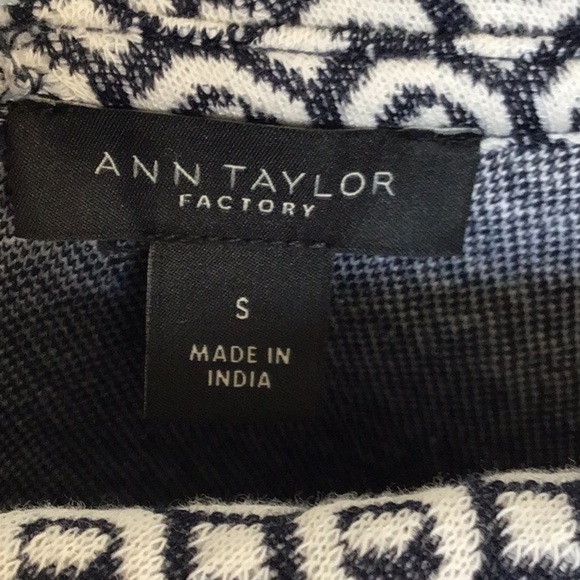 ANN TAYLOR
FACTORY
S
MADE IN
INDIA